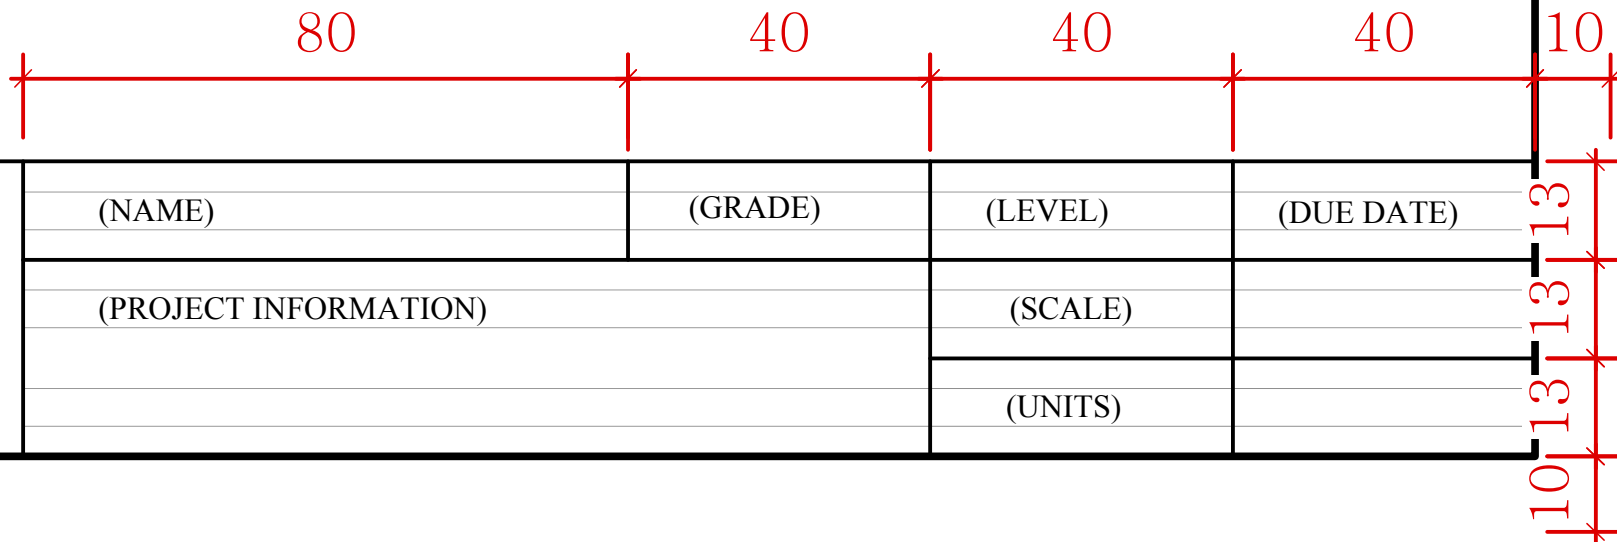 80 40 40 40 10
(NAME) (GRADE) (LEVEL) (DUE DATE) 13
(PROJECT INFORMATION) (SCALE) 13
(UNITS) 13
10